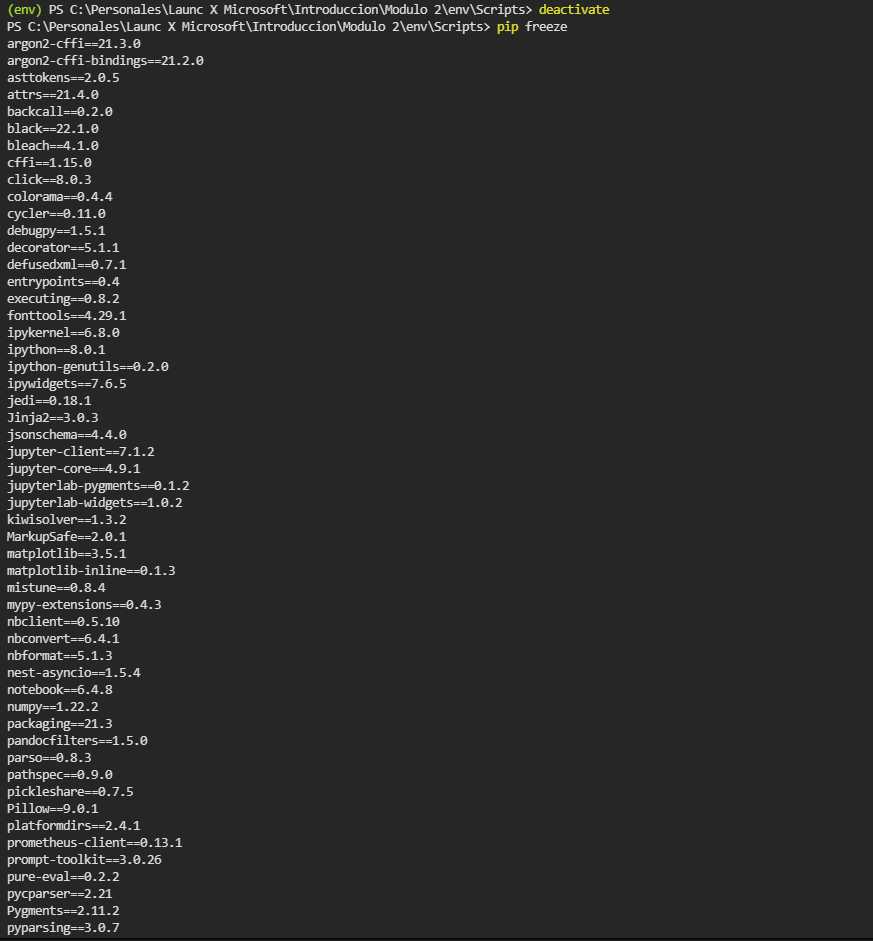 (env) PS C:\Personales\Launc X Microsoft\Introduccion\Modulo 2\env\Scripts> deactivate
PS C:\Personales\Launc X Microsoft\Introduccion\Modulo 2\env\Scripts> pip freeze
argon2-cffi==21.3.0
argon2-cffi-bindings==21.2.0
asttokens==2.0.5
attrs==21.4.0
backcall==0.2.0
black==22.1.0
bleach==4.1.0
cffi==1.15.0
click==8.0.3
colorama==0.4.4
cycler==0.11.0
debugpy==1.5.1
decorator==5.1.1
defusedxml==0.7.1
entrypoints==0.4
executing==0.8.2
fonttools==4.29.1
ipykernel==6.8.0
ipython==8.0.1
ipython-genutils==0.2.0
ipywidgets==7.6.5
jedi==0.18.1
Jinja2==3.0.3
jsonschema==4.4.0
jupyter-client==7.1.2
jupyter-core==4.9.1
jupyterlab-pygments==0.1.2
jupyterlab-widgets==1.0.2
kiwisolver==1.3.2
MarkupSafe==2.0.1
matplotlib==3.5.1
matplotlib-inline==0.1.3
mistune==0.8.4
mypy-extensions==0.4.3
nbclient==0.5.10
nbconvert==6.4.1
nbformat==5.1.3
nest-asyncio==1.5.4
notebook==6.4.8
numpy==1.22.2
packaging==21.3
pandocfilters==1.5.0
parso==0.8.3
pathspec==0.9.0
pickleshare==0.7.5
Pillow==9.0.1
platformdirs==2.4.1
prometheus-client==0.13.1
prompt-toolkit==3.0.26
pure-eval==0.2.2
pycparser==2.21
Pygments==2.11.2
pyparsing==3.0.7